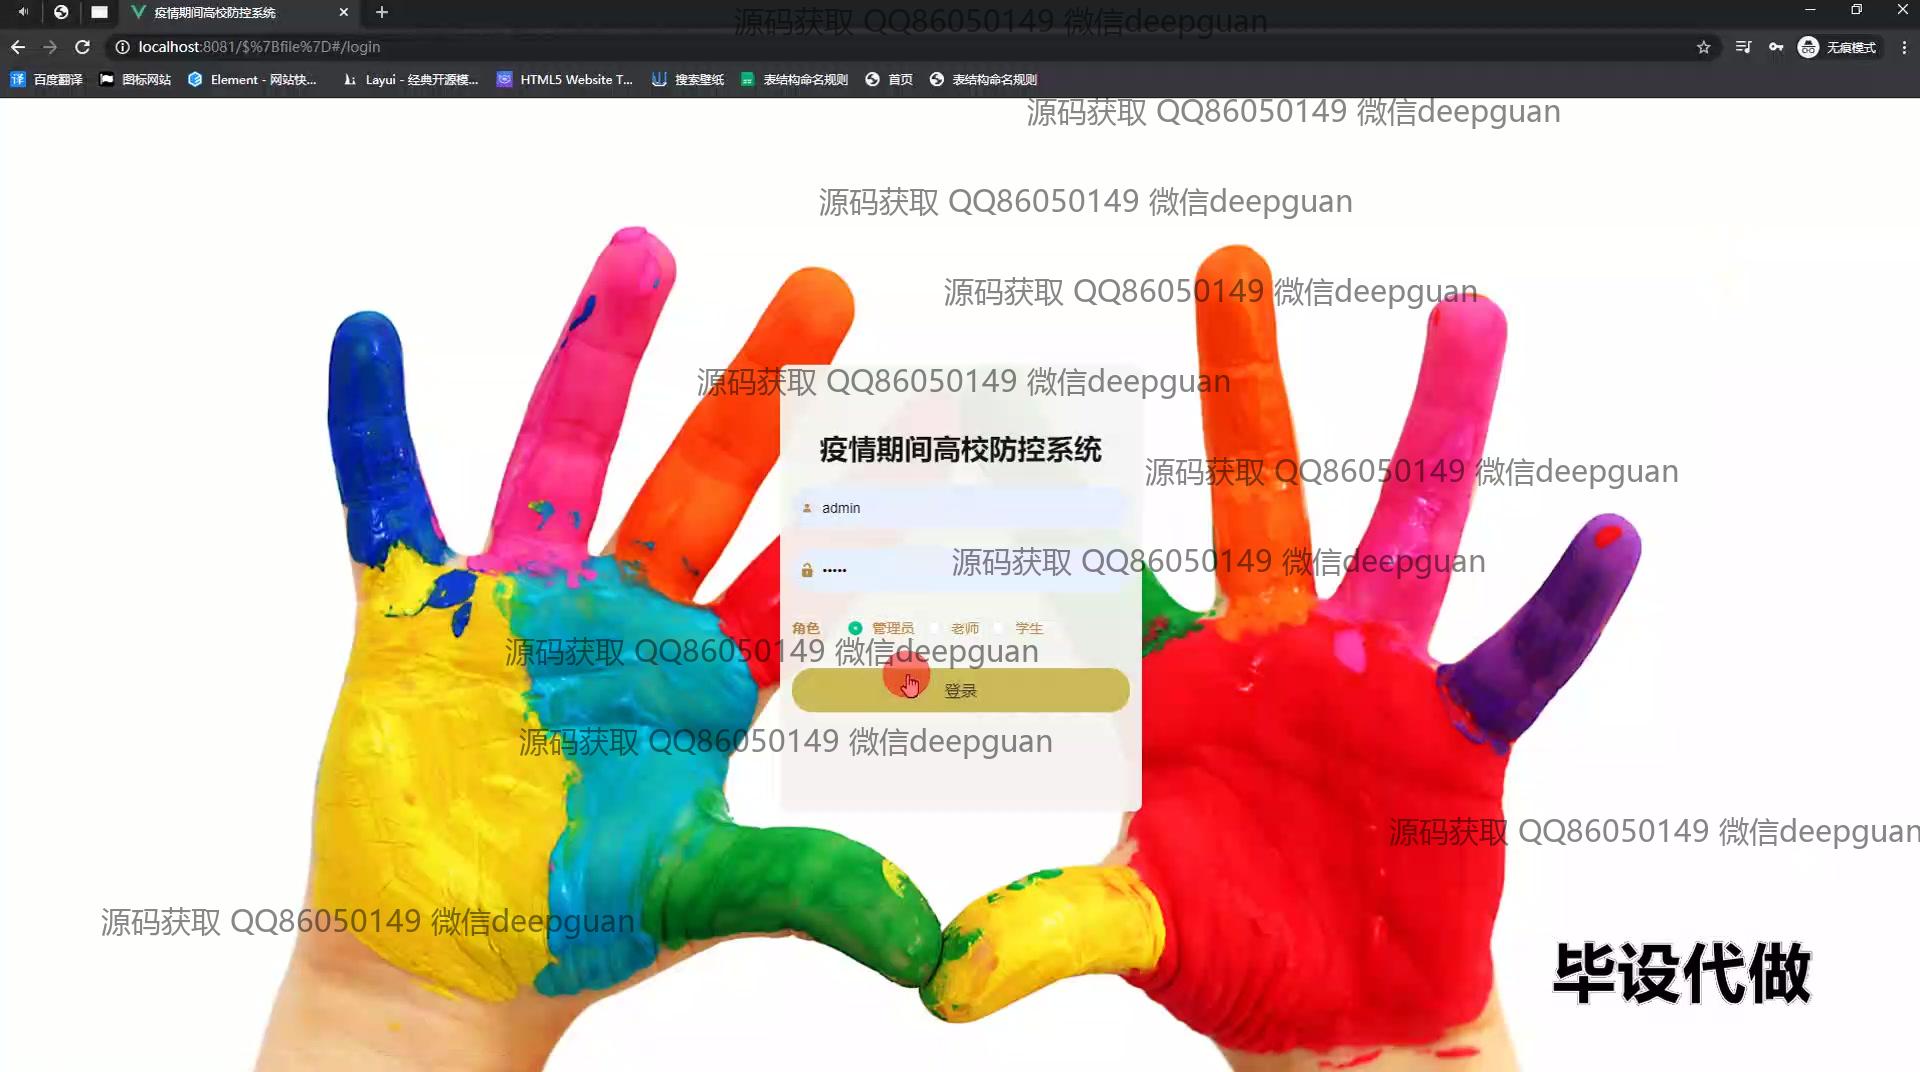 疫情期间高校防控系统
源码获取 QQ86050149 微信deepguan
localhost:8081/$%7Bfile%7D#/login
无痕模式
百度翻译 图标网站 Element - 网站快... Layui - 经典开源模... HTML5 Website T... 搜索壁纸 表结构命名规则 首页 表结构命名规则
源码获取 QQ86050149 微信deepguan
源码获取 QQ86050149 微信deepguan
源码获取 QQ86050149 微信deepguan
源码获取 QQ86050149 微信deepguan
疫情期间高校防控系统
源码获取 QQ86050149 微信deepguan
admin
源码获取 QQ86050149 微信deepguan
角色 管理员 老师 学生
源码获取 QQ86050149 微信deepguan
登录
源码获取 QQ86050149 微信deepguan
源码获取 QQ86050149 微信deepguan
源码获取 QQ86050149 微信deepguan
毕设代做